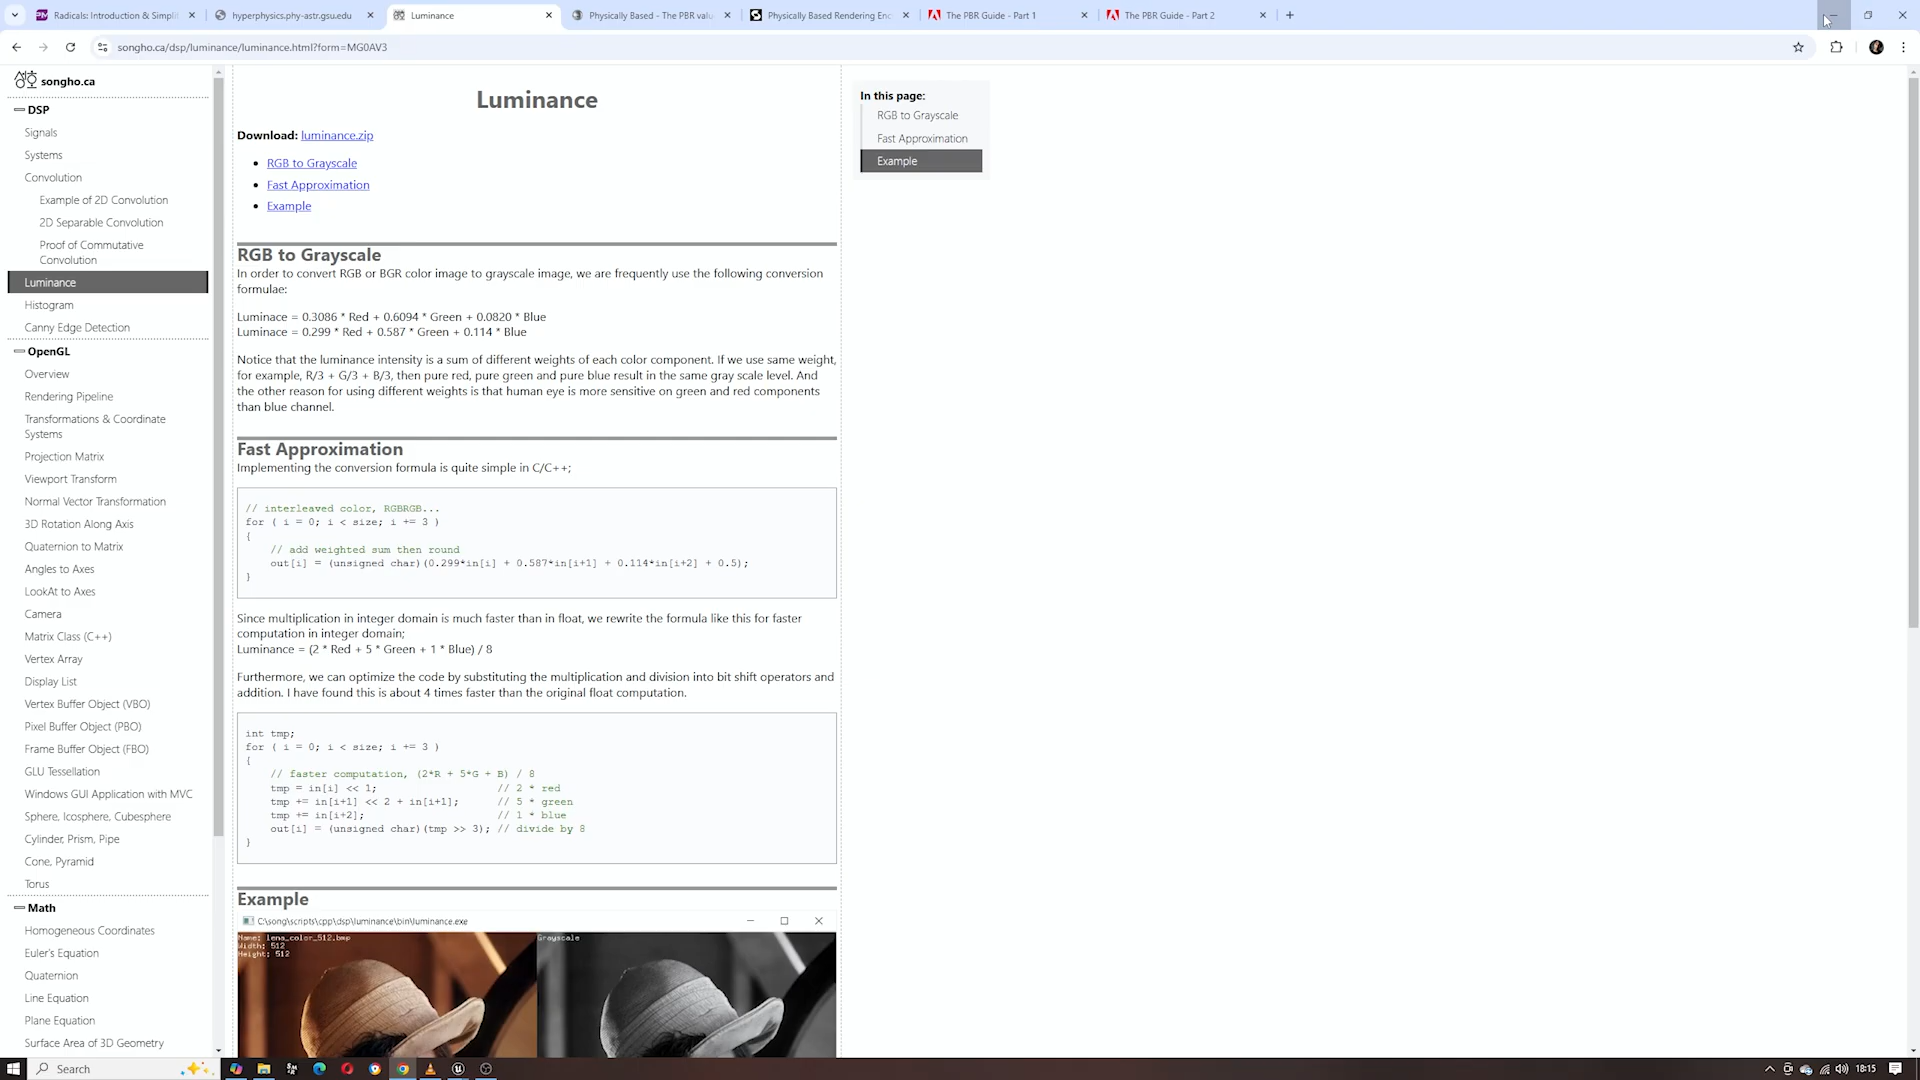 Radicals: Introduction & Simplif
hyperphysics.phy-astr.gsu.edu
Luminance
Physically Based - The PBR valu
Physically Based Rendering Enc
The PBR Guide - Part 1
The PBR Guide - Part 2
songho.ca/dsp/luminance/luminance.html?form=MG0AV3
songho.ca
DSP
Signals
Systems
Convolution
Example of 2D Convolution
2D Separable Convolution
Proof of Commutative
Convolution
Luminance
Histogram
Canny Edge Detection
OpenGL
Overview
Rendering Pipeline
Transformations & Coordinate
Systems
Projection Matrix
Viewport Transform
Normal Vector Transformation
3D Rotation Along Axis
Quaternion to Matrix
Angles to Axes
LookAt to Axes
Camera
Matrix Class (C++)
Vertex Array
Display List
Vertex Buffer Object (VBO)
Pixel Buffer Object (PBO)
Frame Buffer Object (FBO)
GLU Tessellation
Windows GUI Application with MVC
Sphere, Icosphere, Cubesphere
Cylinder, Prism, Pipe
Cone, Pyramid
Torus
Math
Homogeneous Coordinates
Euler's Equation
Quaternion
Line Equation
Plane Equation
Surface Area of 3D Geometry
Luminance
Download: luminance.zip
• RGB to Grayscale
• Fast Approximation
• Example
RGB to Grayscale
In order to convert RGB or BGR color image to grayscale image, we are frequently use the following conversion
formulae:
Luminace = 0.3086 * Red + 0.6094 * Green + 0.0820 * Blue
Luminace = 0.299 * Red + 0.587 * Green + 0.114 * Blue
Notice that the luminance intensity is a sum of different weights of each color component. If we use same weight,
for example, R/3 + G/3 + B/3, then pure red, pure green and pure blue result in the same gray scale level. And
the other reason for using different weights is that human eye is more sensitive on green and red components
than blue channel.
Fast Approximation
Implementing the conversion formula is quite simple in C/C++;
// interleaved color, RGBRGB...
for ( i = 0; i < size; i += 3 )
{
// add weighted sum then round
out[i] = (unsigned char)(0.299*in[i] + 0.587*in[i+1] + 0.114*in[i+2] + 0.5);
}
Since multiplication in integer domain is much faster than in float, we rewrite the formula like this for faster
computation in integer domain;
Luminance = (2 * Red + 5 * Green + 1 * Blue) / 8
Furthermore, we can optimize the code by substituting the multiplication and division into bit shift operators and
addition. I have found this is about 4 times faster than the original float computation.
int tmp;
for ( i = 0; i < size; i += 3 )
{
// faster computation, (2*R + 5*G + B) / 8
tmp = in[i] << 1; // 2 * red
tmp += in[i+1] << 2 + in[i+1]; // 5 * green
tmp += in[i+2]; // 1 * blue
out[i] = (unsigned char)(tmp >> 3); // divide by 8
}
Example
C:\song\scripts\cpp\dsp\luminance\bin\luminance.exe
Name: lena_color_512.bmp
Width: 512
Height: 512
Grayscale
In this page:
RGB to Grayscale
Fast Approximation
Example
Search
18:15